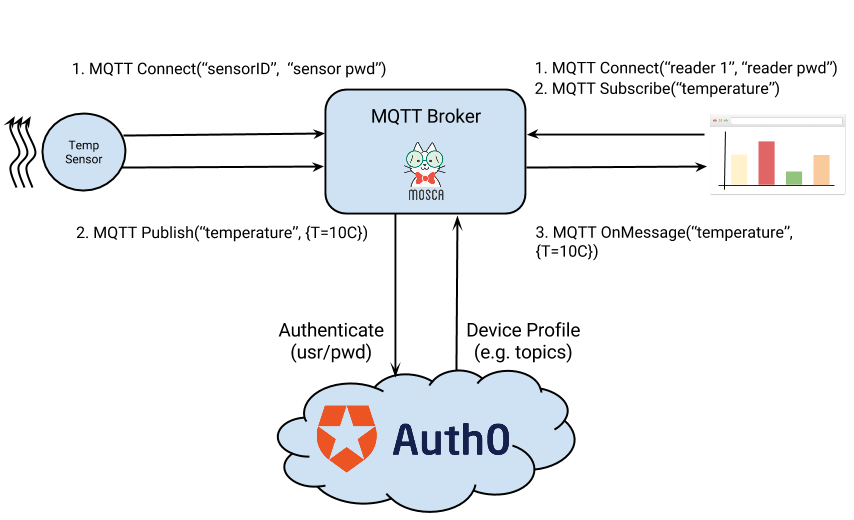 1. MQTT Connect(“sensorID”, “sensor pwd”)
1. MQTT Connect(“reader 1”, “reader pwd”)
2. MQTT Subscribe(“temperature”)
MQTT Broker
Temp
Sensor
MOSCA
2. MQTT Publish(“temperature”, {T=10C})
3. MQTT OnMessage(“temperature”,
{T=10C})
Authenticate
(usr/pwd)
Device Profile
(e.g. topics)
Auth0